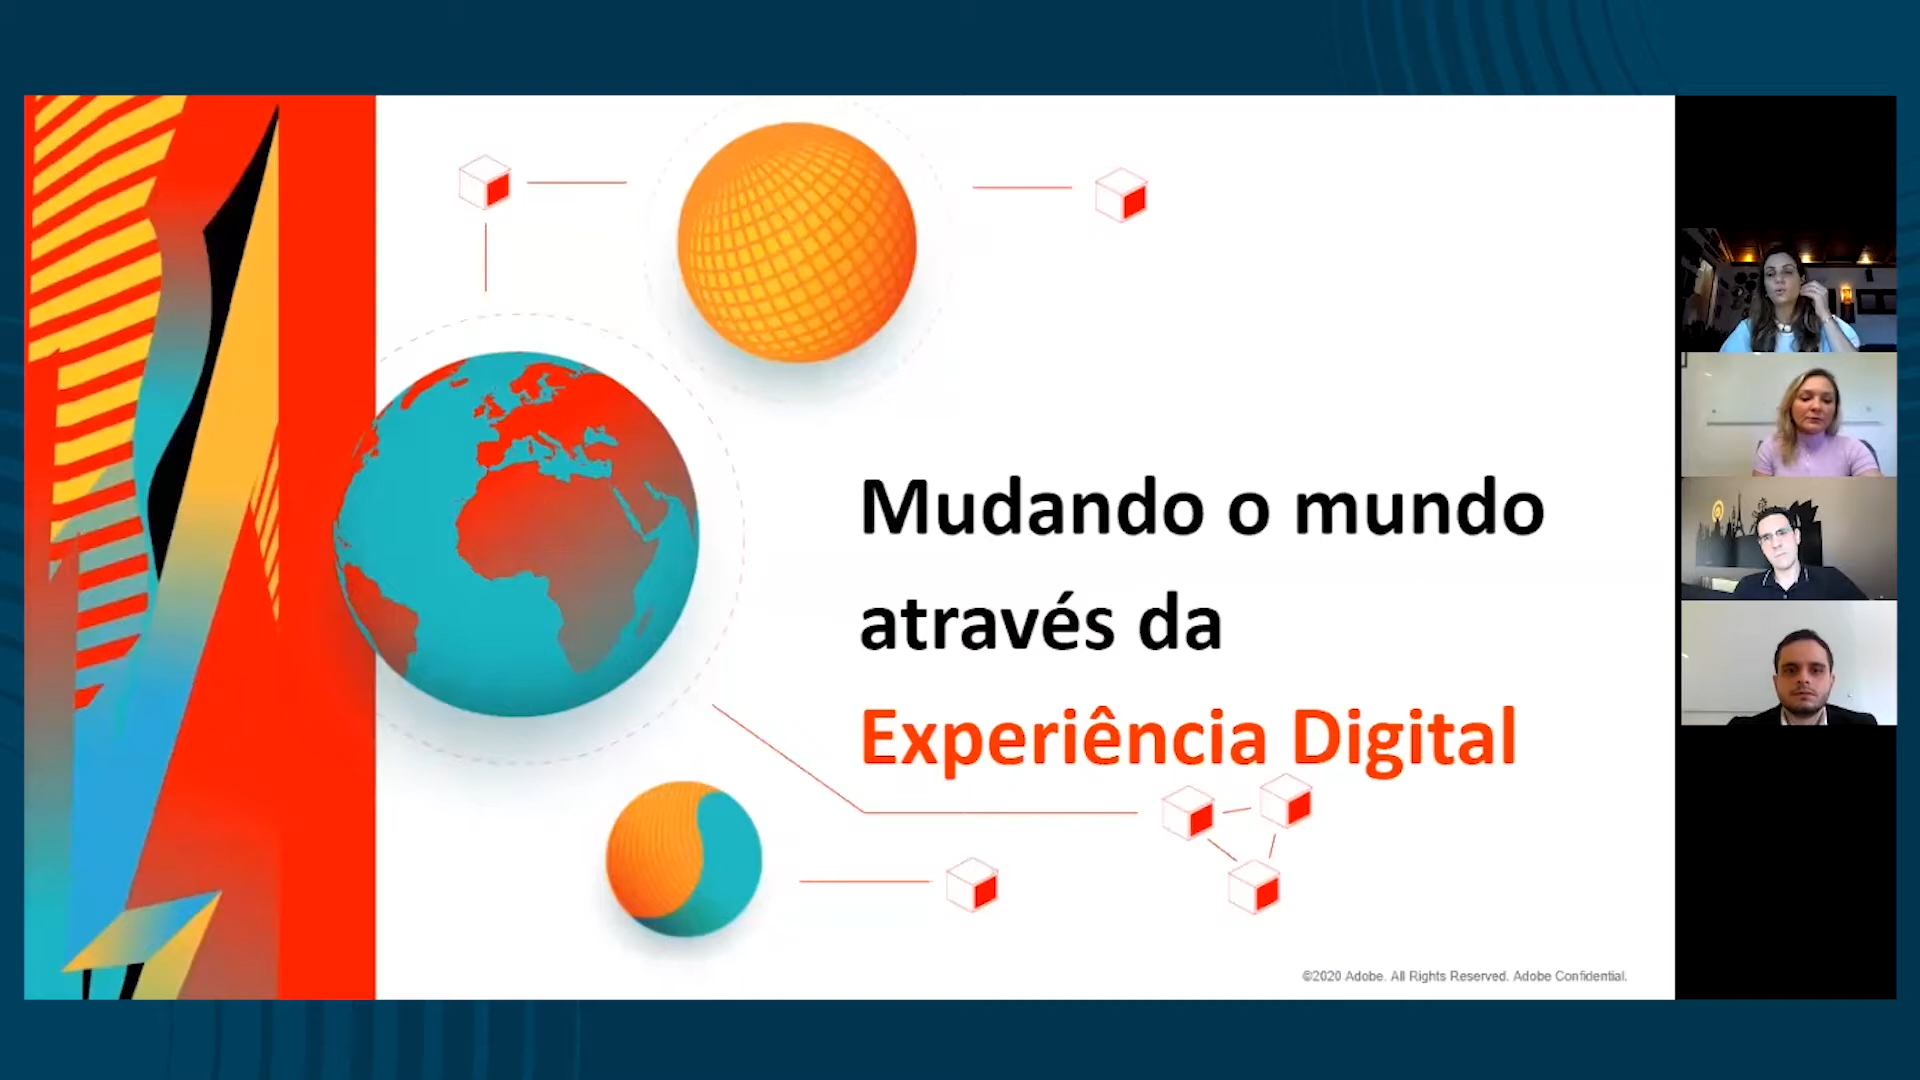 Mudando o mundo
através da
Experiência Digital
©2020 Adobe. All Rights Reserved. Adobe Confidential.